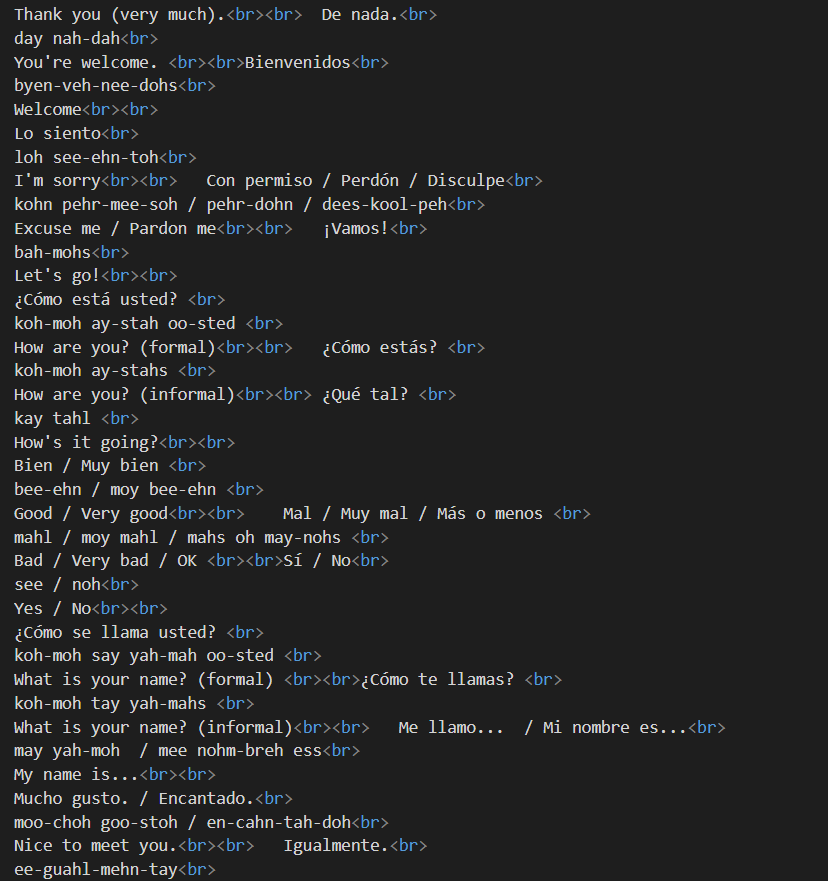 Thank you (very much).<br><br>  De nada.<br>
day nah-dah<br>
You're welcome. <br><br>Bienvenidos<br>
byen-veh-nee-dohs<br>
Welcome<br><br>
Lo siento<br>
loh see-ehn-toh<br>
I'm sorry<br><br>   Con permiso / Perdón / Disculpe<br>
kohn pehr-mee-soh / pehr-dohn / dees-kool-peh<br>
Excuse me / Pardon me<br><br>   ¡Vamos!<br>
bah-mohs<br>
Let's go!<br><br>
¿Cómo está usted? <br>
koh-moh ay-stah oo-sted <br>
How are you? (formal)<br><br>   ¿Cómo estás? <br>
koh-moh ay-stahs <br>
How are you? (informal)<br><br> ¿Qué tal? <br>
kay tahl <br>
How's it going?<br><br>
Bien / Muy bien <br>
bee-ehn / moy bee-ehn <br>
Good / Very good<br><br>    Mal / Muy mal / Más o menos <br>
mahl / moy mahl / mahs oh may-nohs <br>
Bad / Very bad / OK <br><br>Sí / No<br>
see / noh<br>
Yes / No<br><br>
¿Cómo se llama usted? <br>
koh-moh say yah-mah oo-sted <br>
What is your name? (formal) <br><br>¿Cómo te llamas? <br>
koh-moh tay yah-mahs <br>
What is your name? (informal)<br><br>   Me llamo...  / Mi nombre es...<br>
may yah-moh  / mee nohm-breh ess<br>
My name is...<br><br>
Mucho gusto. / Encantado.<br>
moo-choh goo-stoh / en-cahn-tah-doh<br>
Nice to meet you.<br><br>   Igualmente.<br>
ee-guahl-mehn-tay<br>